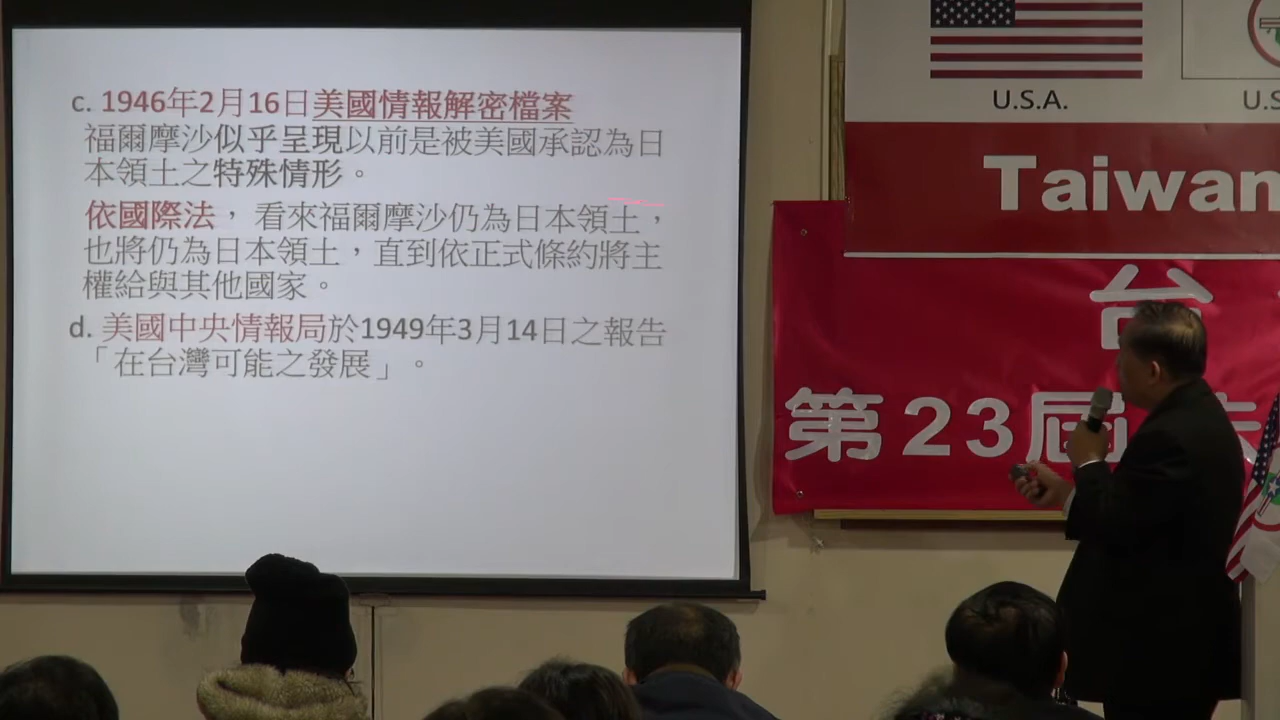 c. 1946年2月16日美國情報解密檔案
福爾摩沙似乎呈現以前是被美國承認為日
本領土之特殊情形。
依國際法， 看來福爾摩沙仍為日本領土，
也將仍為日本領土，直到依正式條約將主
權給與其他國家。
d. 美國中央情報局於1949年3月14日之報告
「在台灣可能之發展」。
U.S.A.
U.S
Taiwan
台
第23屆